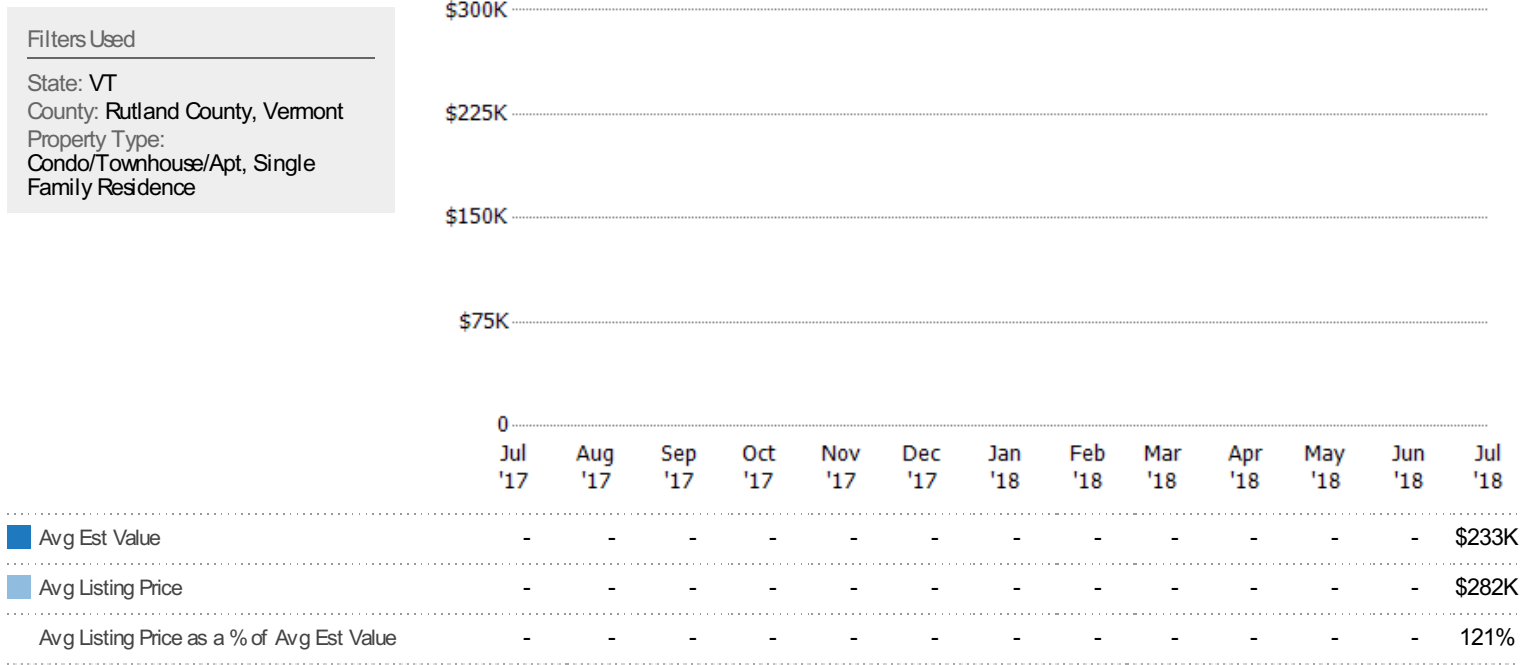 Filters Used
State: VT
County: Rutland County, Vermont
Property Type:
Condo/Townhouse/Apt, Single
Family Residence
$300K
$225K
$150K
$75K
0
Jul Aug Sep Oct Nov Dec Jan Feb Mar Apr May Jun Jul
'17 '17 '17 '17 '17 '17 '18 '18 '18 '18 '18 '18 '18
Avg Est Value - - - - - - - - - - - - $233K
Avg Listing Price - - - - - - - - - - - - $282K
Avg Listing Price as a % of Avg Est Value - - - - - - - - - - - - 121%